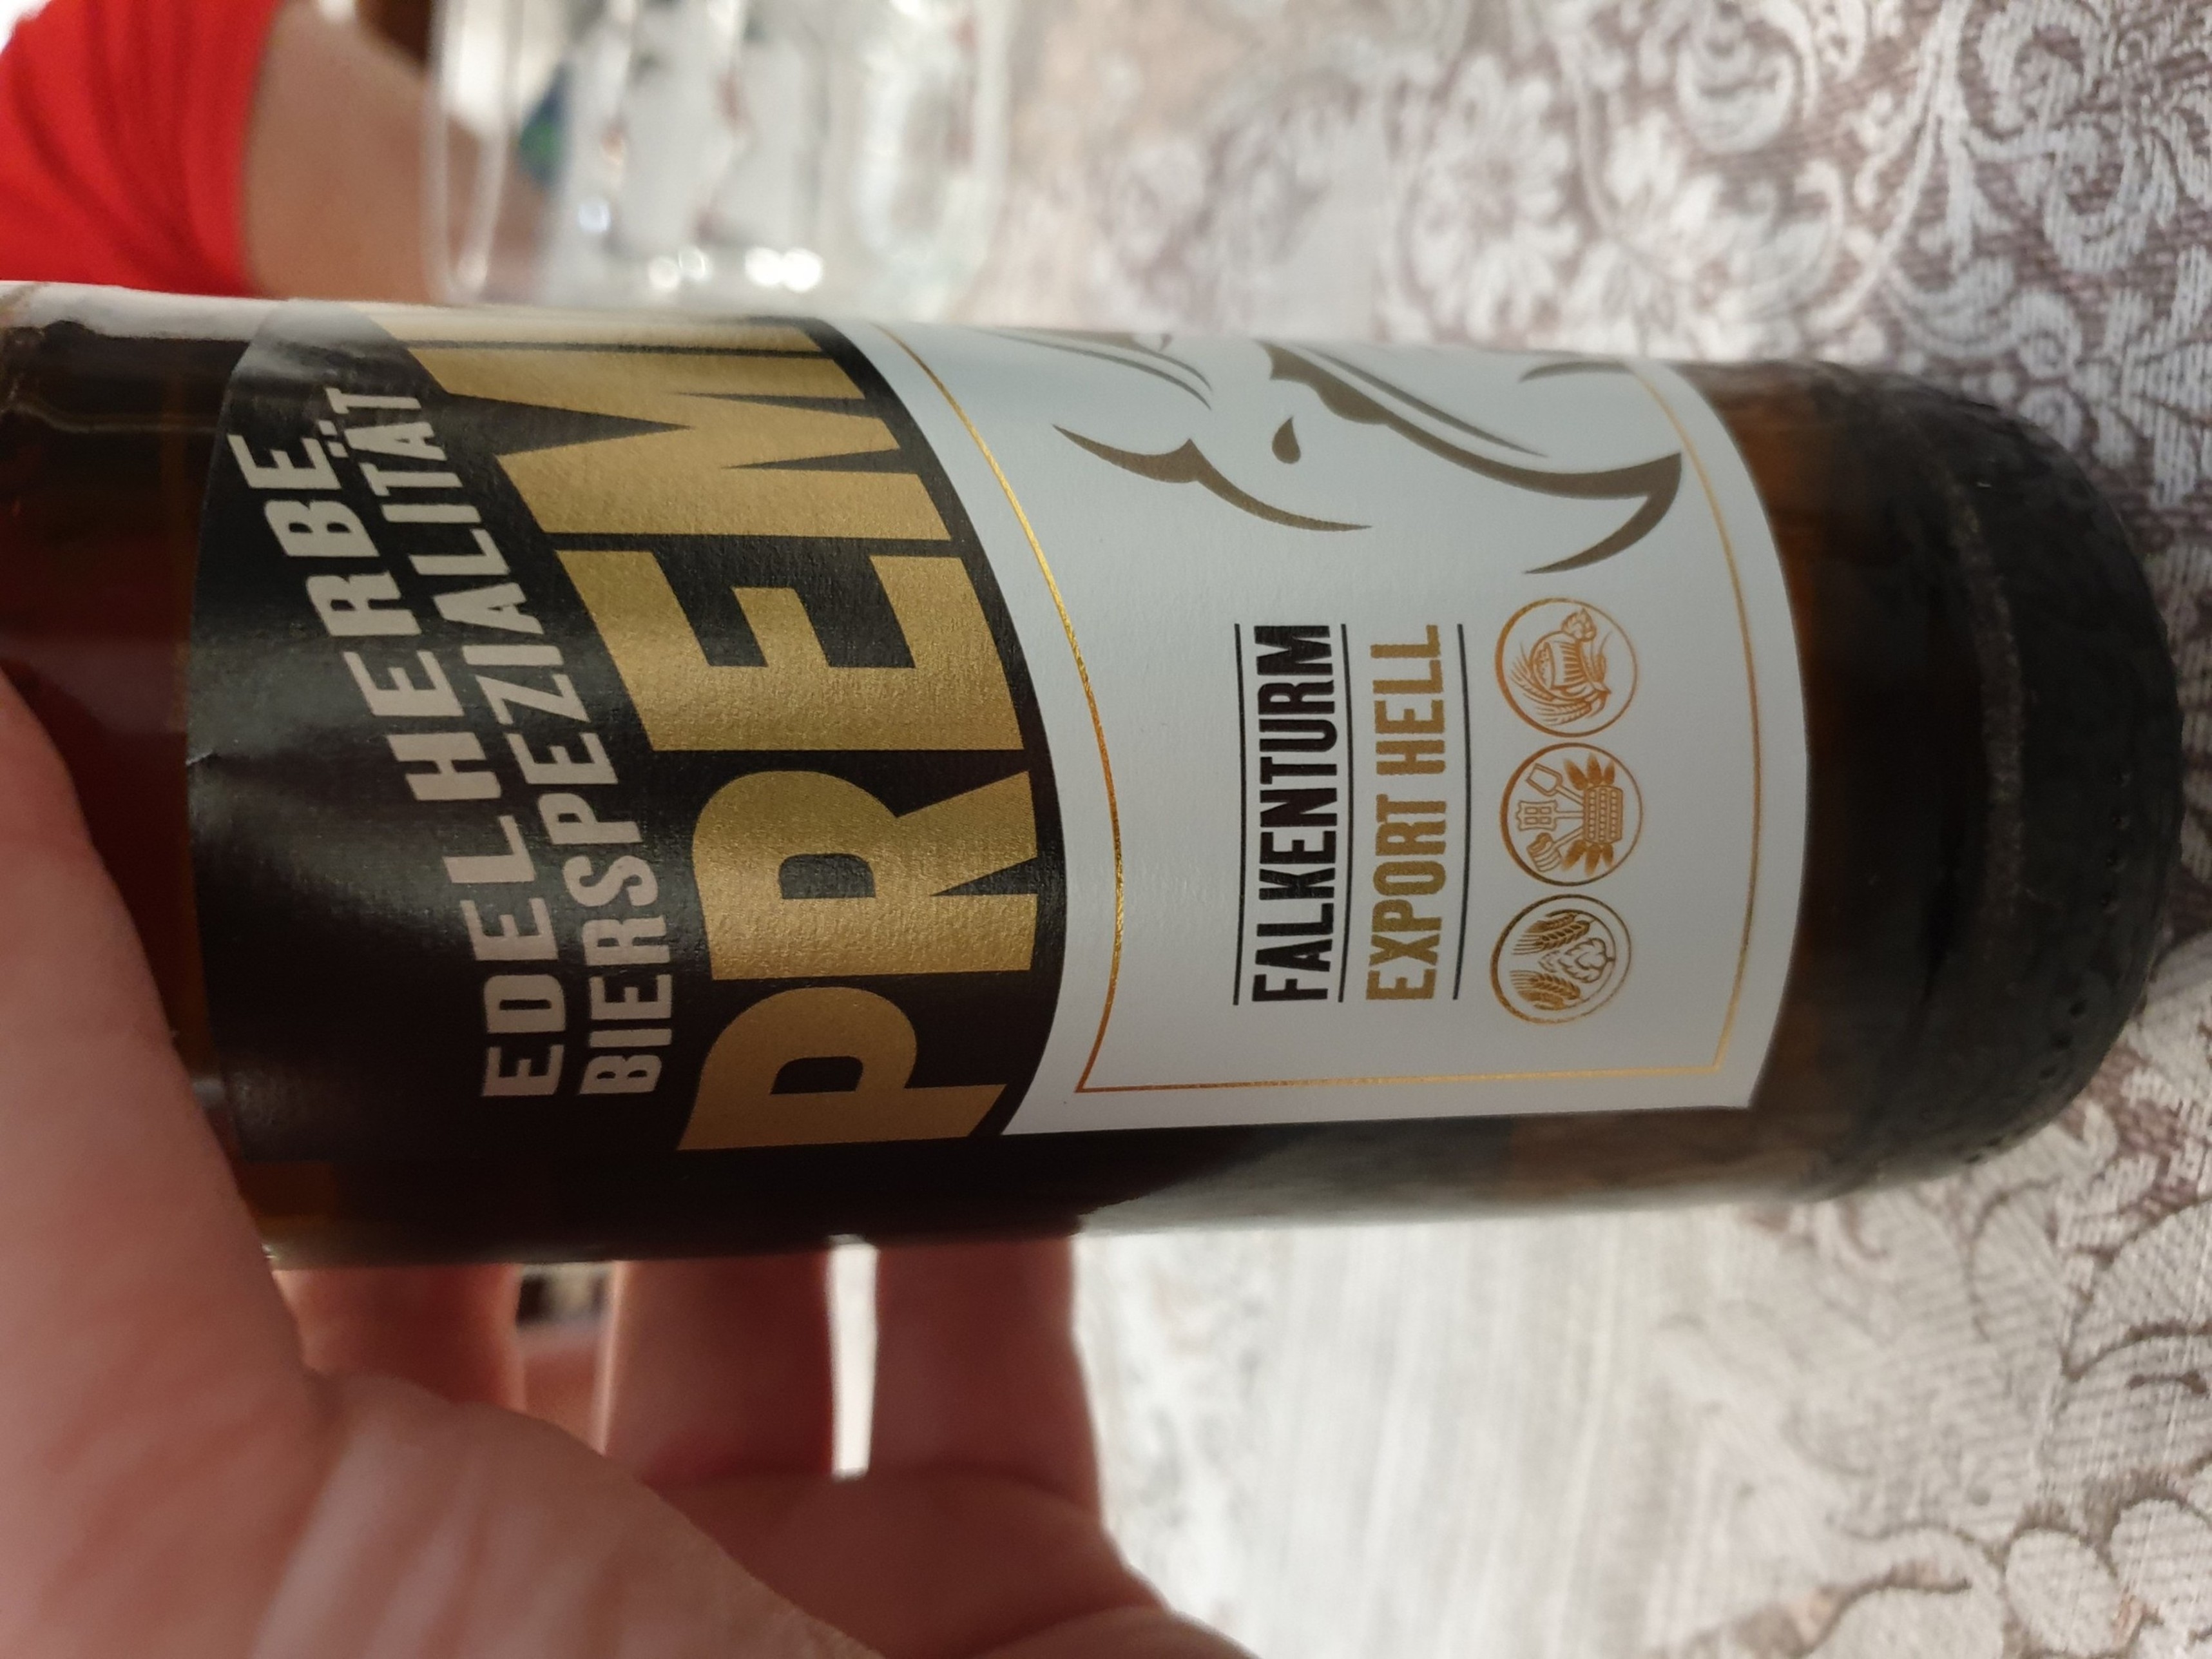 EDELHERBE
BIERSPEZIALITÄT
PREM
FALKENTURM
EXPORT HELL